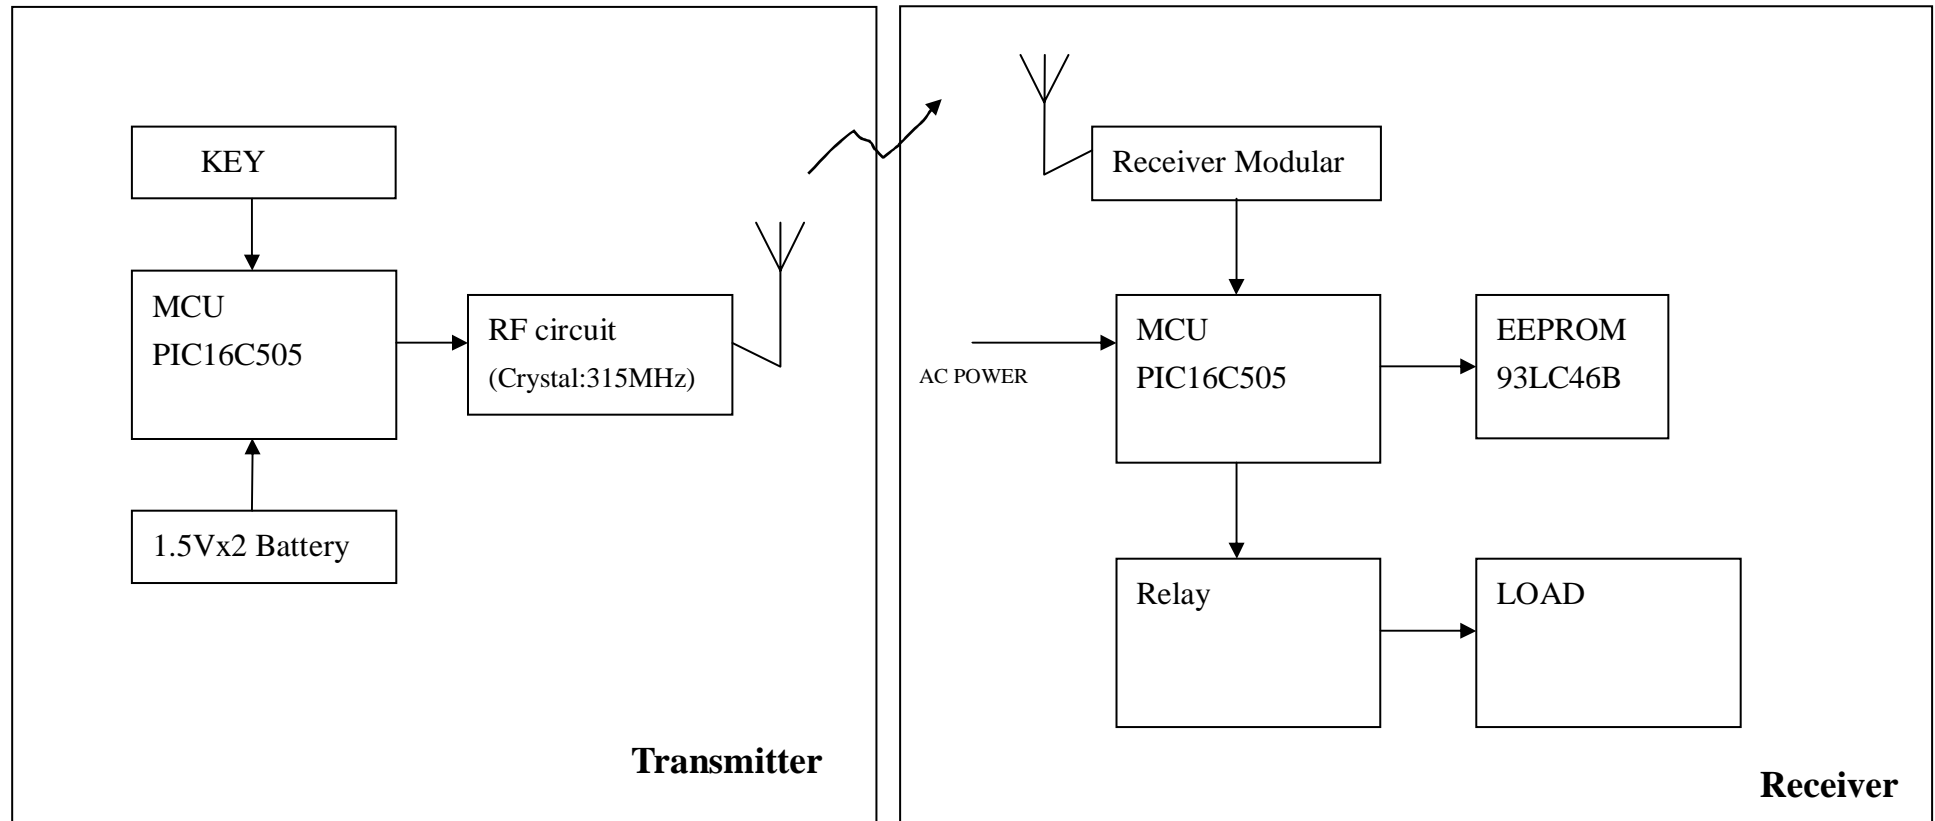 KEY
MCU
PIC16C505
RF circuit
(Crystal:315MHz)
1.5Vx2 Battery
Transmitter
Receiver Modular
AC POWER
MCU
PIC16C505
EEPROM
93LC46B
Relay
LOAD
Receiver